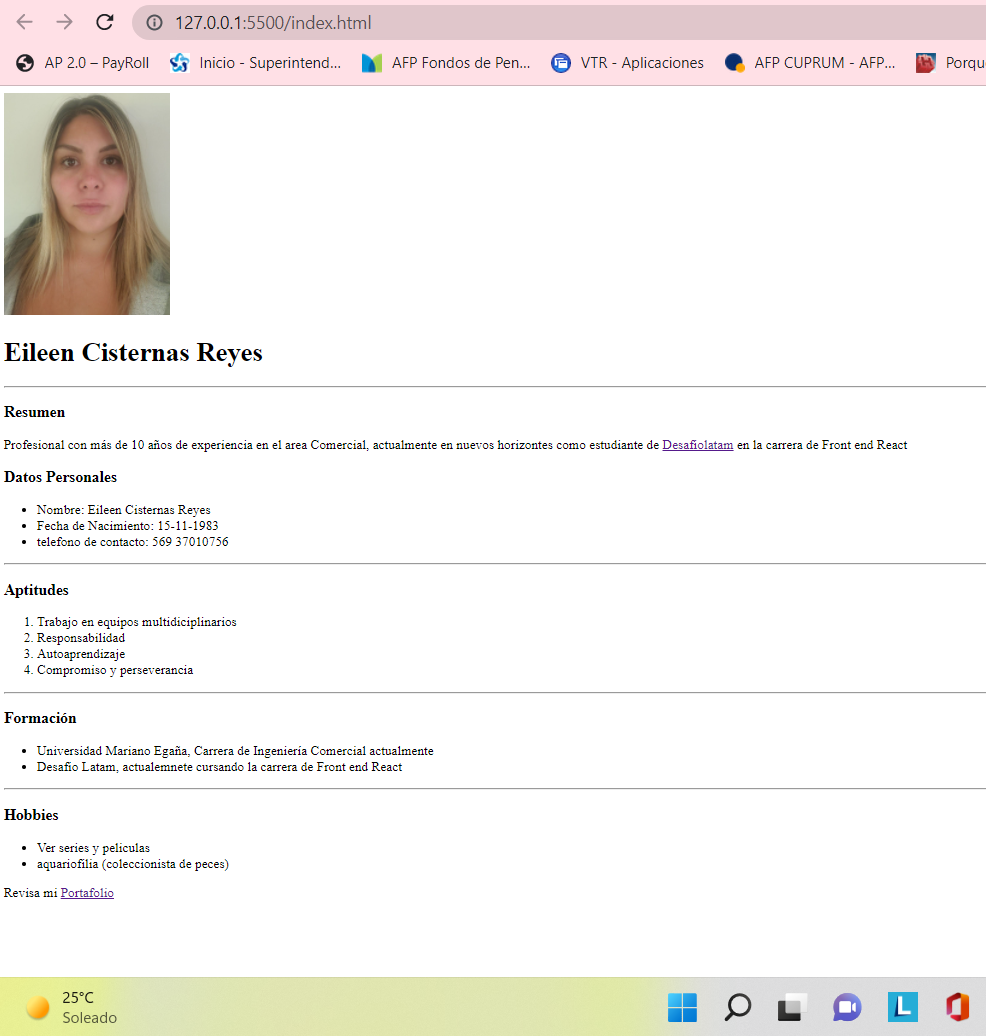 127.0.0.1:5500/index.html
AP 2.0 – PayRoll Inicio - Superintend... AFP Fondos de Pen... VTR - Aplicaciones AFP CUPRUM - AFP... Porqu
Eileen Cisternas Reyes
Resumen
Profesional con más de 10 años de experiencia en el area Comercial, actualmente en nuevos horizontes como estudiante de Desafiolatam en la carrera de Front end React
Datos Personales
Nombre: Eileen Cisternas Reyes
Fecha de Nacimiento: 15-11-1983
telefono de contacto: 569 37010756
Aptitudes
1. Trabajo en equipos multidiciplinarios
2. Responsabilidad
3. Autoaprendizaje
4. Compromiso y perseverancia
Formación
Universidad Mariano Egaña, Carrera de Ingeniería Comercial actualmente
Desafio Latam, actualemnete cursando la carrera de Front end React
Hobbies
Ver series y peliculas
aquariofilia (coleccionista de peces)
Revisa mi Portafolio
25°C
Soleado
L